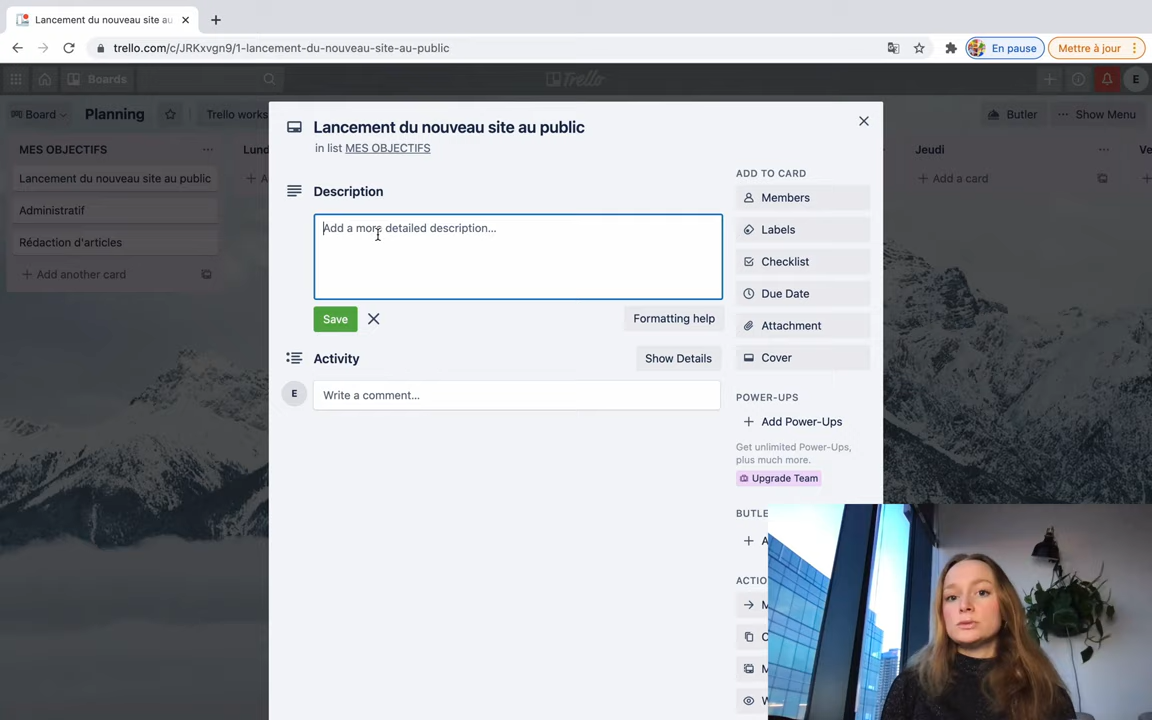 Lancement du nouveau site au
trello.com/c/JRKxvgn9/1-lancement-du-nouveau-site-au-public
En pause
Mettre à jour
Boards
Trello
E
Board
Planning
Trello works
Butler
Show Menu
MES OBJECTIFS
Lancement du nouveau site au public
Administratif
Rédaction d'articles
Add another card
Jeudi
Add a card
Lancement du nouveau site au public
in list MES OBJECTIFS
Description
Add a more detailed description...
Save
Formatting help
Activity
Show Details
E
Write a comment...
ADD TO CARD
Members
Labels
Checklist
Due Date
Attachment
Cover
POWER-UPS
Add Power-Ups
Get unlimited Power-Ups,
plus much more.
Upgrade Team